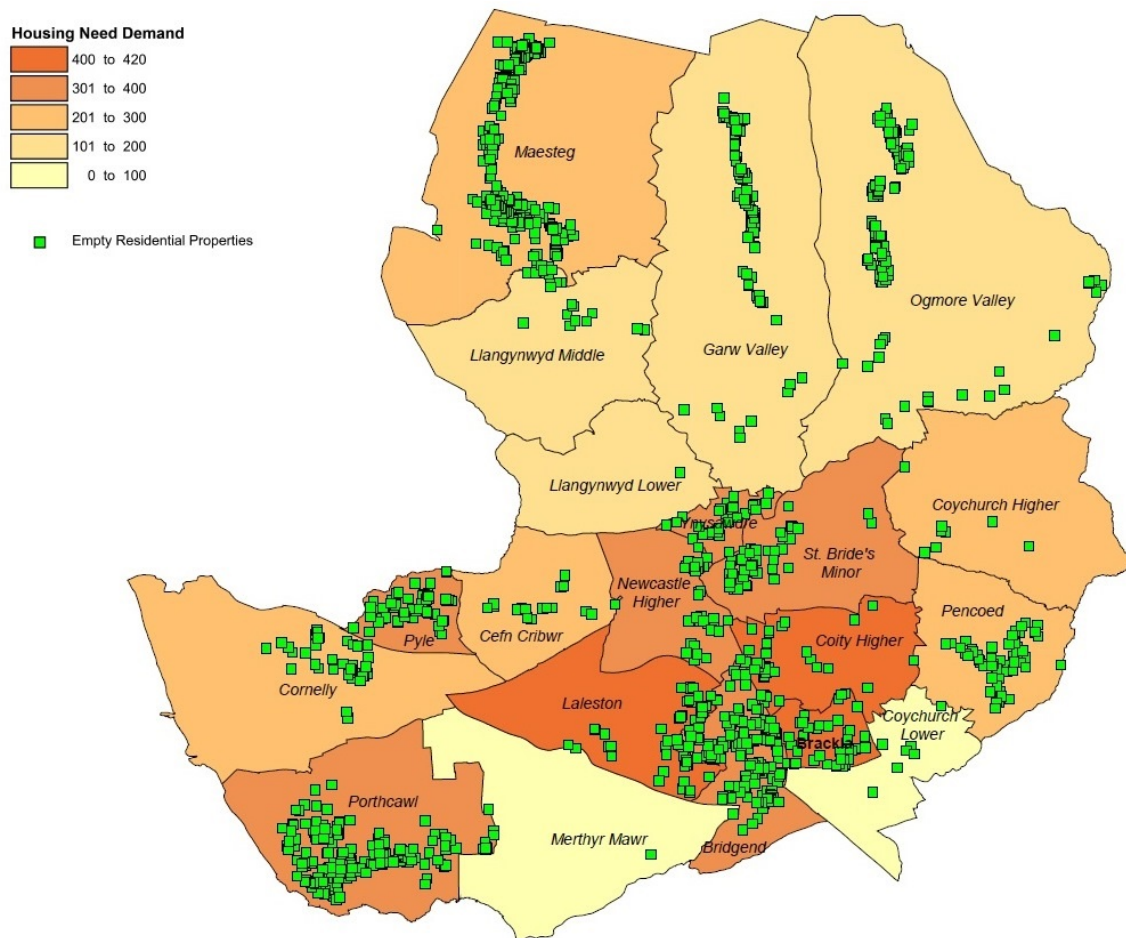 Housing Need Demand
400 to 420
301 to 400
201 to 300
101 to 200
0 to 100
Empty Residential Properties
Maesteg
Ogmore Valley
Llangynwyd Middle
Garw Valley
Llangynwyd Lower
Coychurch Higher
Ynysawdre
St. Bride's
Minor
Newcastle
Higher
Pencoed
Pyle
Cefn Cribwr
Coity Higher
Cornelly
Laleston
Coychurch
Lower
Brackla
Porthcawl
Merthyr Mawr
Bridgend